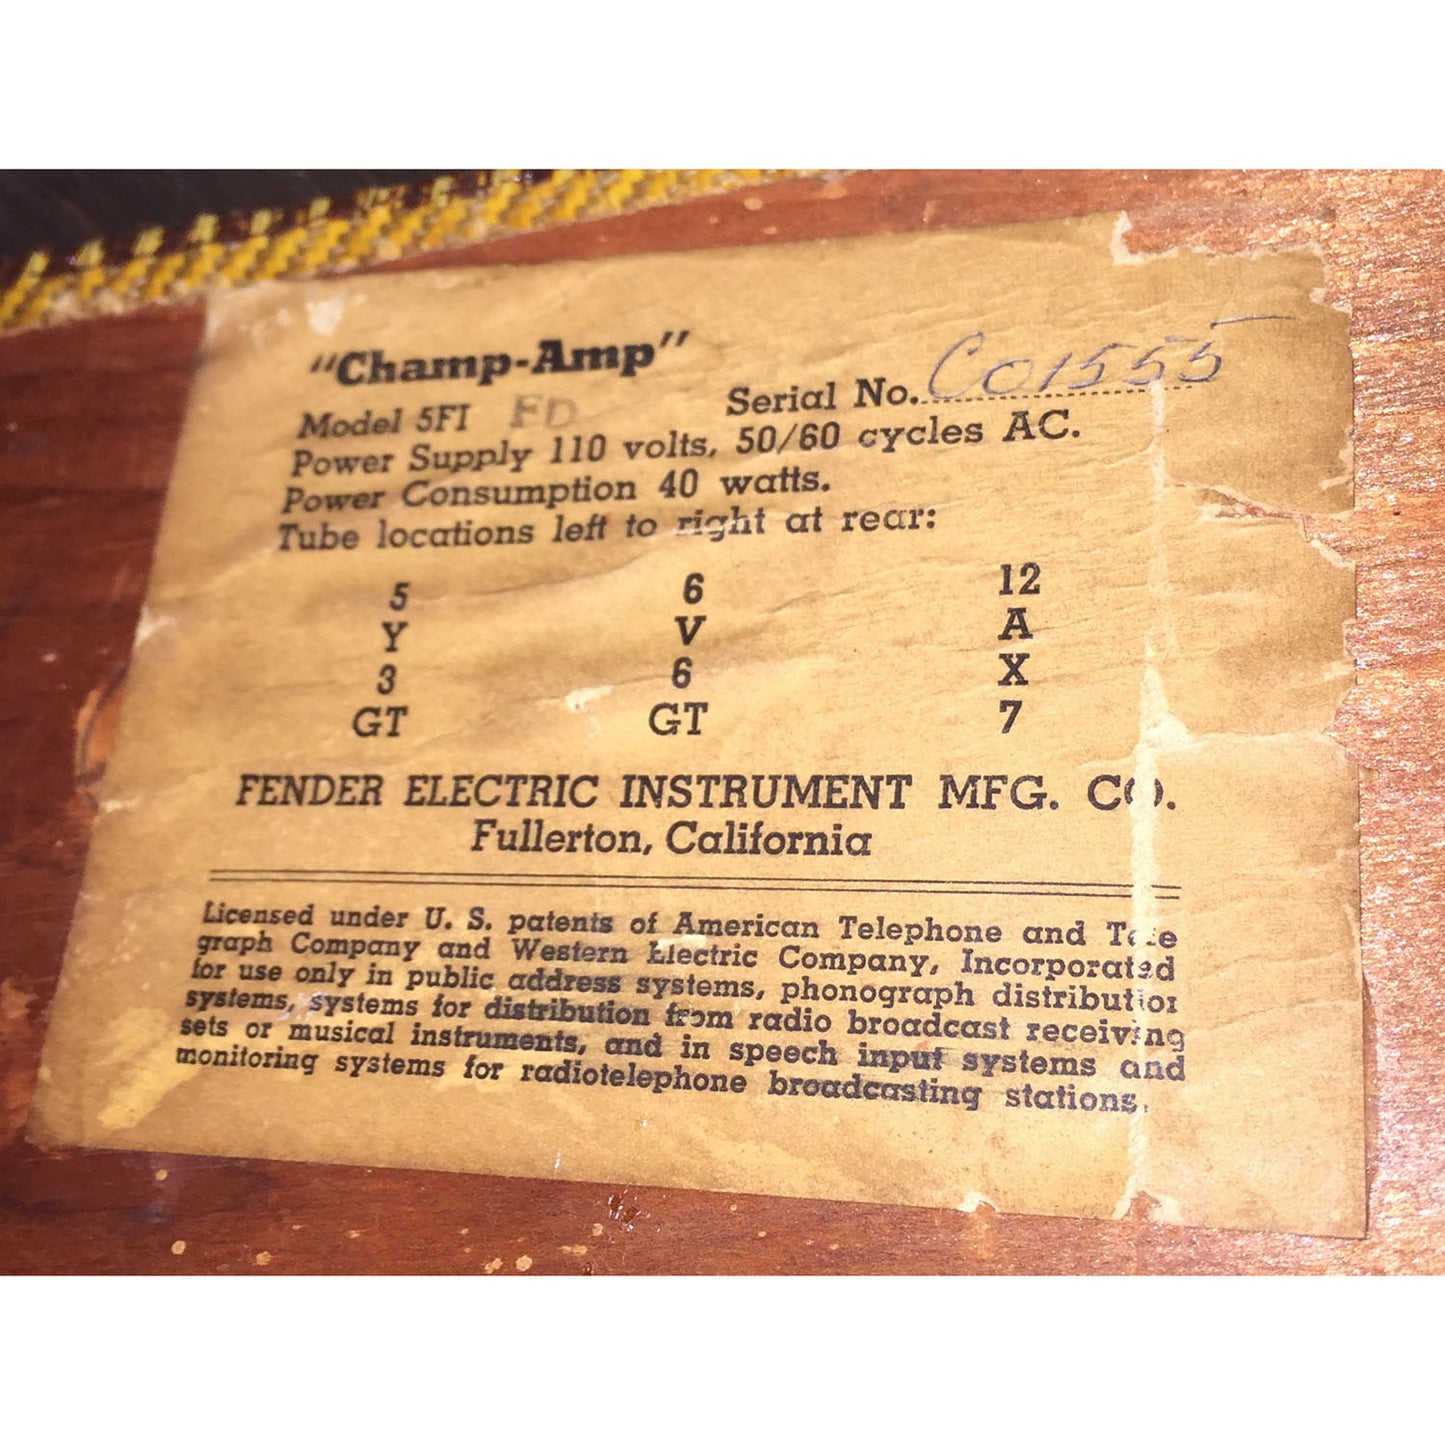 "Champ-Amp"
Model 5F1 FD Serial No. C01555
Power Supply 110 volts, 50/60 cycles AC.
Power Consumption 40 watts.
Tube locations left to right at rear:
5 6 12
Y V A
3 6 X
GT GT 7
FENDER ELECTRIC INSTRUMENT MFG. CO.
Fullerton, California
Licensed under U. S. patents of American Telephone and Tele
graph Company and Western Electric Company, Incorporated
for use only in public address systems, phonograph distribution
systems, systems for distribution from radio broadcast receiving
sets or musical instruments, and in speech input systems and
monitoring systems for radiotelephone broadcasting stations.